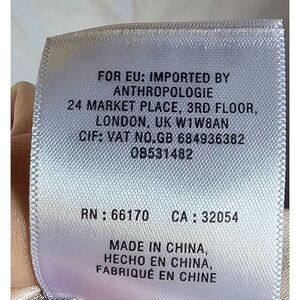 FOR EU: IMPORTED BY
ANTHROPOLOGIE
24 MARKET PLACE, 3RD FLOOR,
LONDON, UK W1W8AN
CIF: VAT NO.GB 684936382
OB531482
RN : 66170 CA : 32054
MADE IN CHINA,
HECHO EN CHINA,
FABRIQUÉ EN CHINE